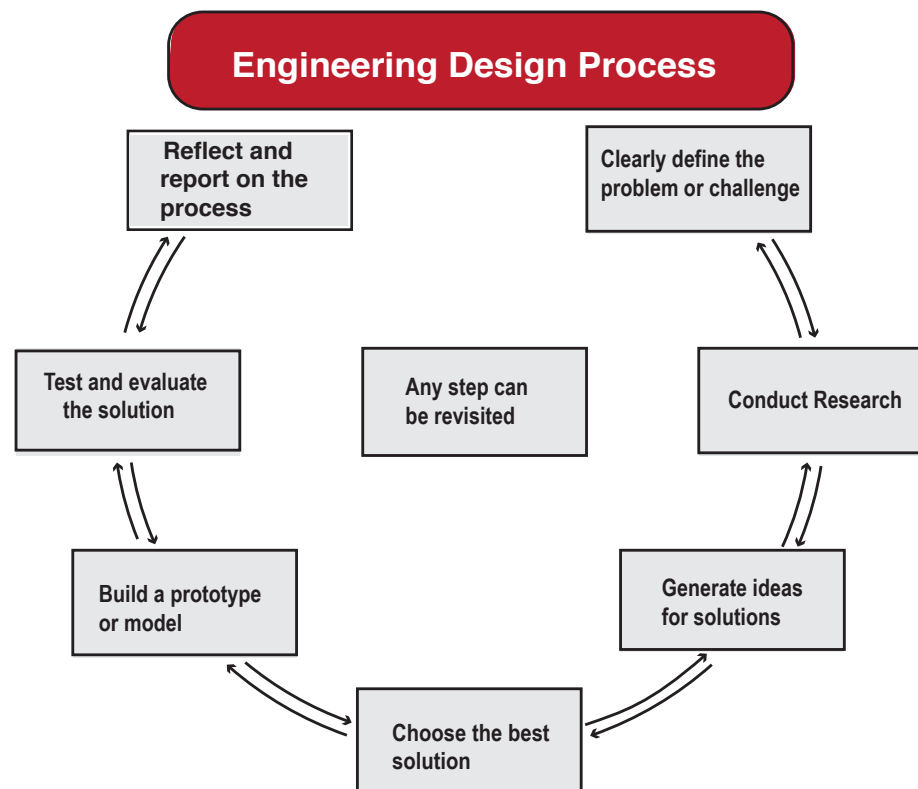 Engineering Design Process
Reflect and
report on the
process
Clearly define the
problem or challenge
Test and evaluate
the solution
Any step can
be revisited
Conduct Research
Build a prototype
or model
Generate ideas
for solutions
Choose the best
solution